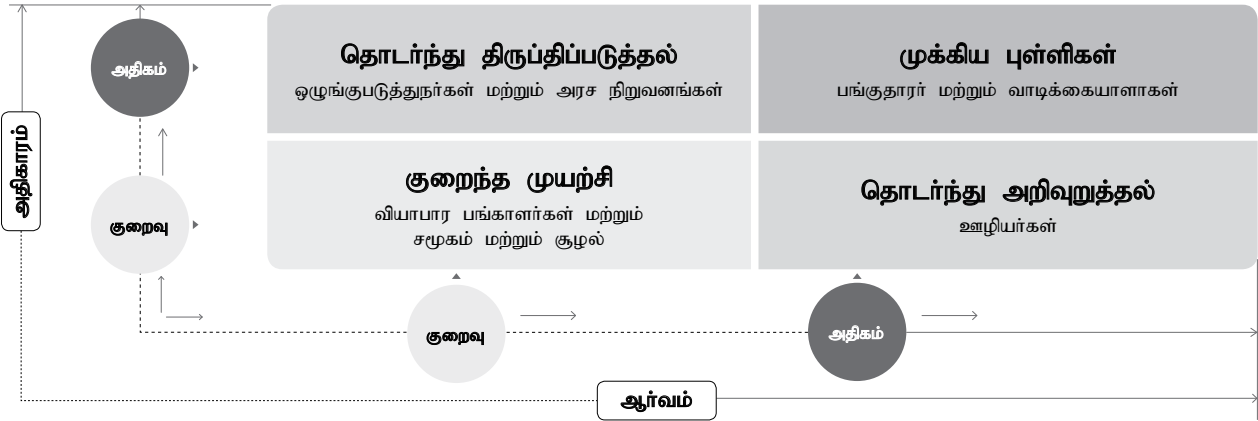 அதிகாரம்
அதிகம்
தொடர்ந்து திருப்திப்படுத்தல்
ஒழுங்குபடுத்துநர்கள் மற்றும் அரச நிறுவனங்கள்
முக்கிய புள்ளிகள்
பங்குதாரர் மற்றும் வாடிக்கையாளாகள்
குறைவு
குறைந்த முயற்சி
வியாபார பங்காளர்கள் மற்றும்
சமூகம் மற்றும் சூழல்
தொடர்ந்து அறிவுறுத்தல்
ஊழியர்கள்
குறைவு
அதிகம்
ஆர்வம்